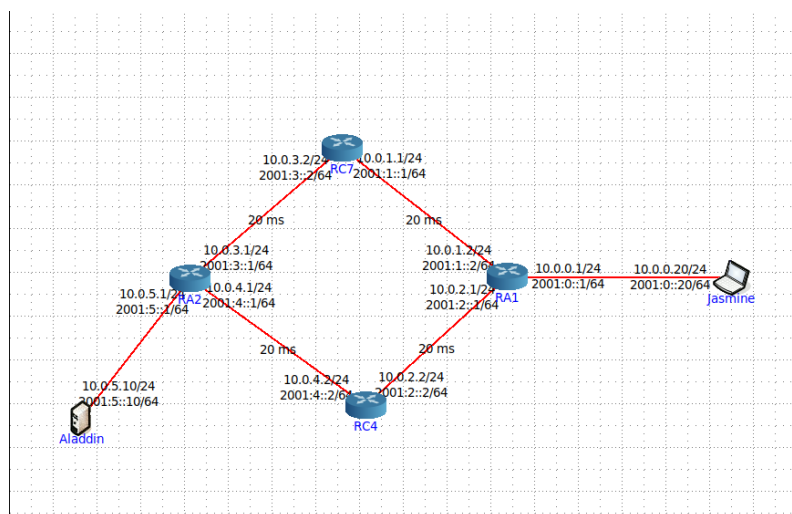 10.0.3.2/24
2001:3::2/64
RC7
10.0.1.1/24
2001:1::1/64
20 ms
20 ms
10.0.3.1/24
2001:3::1/64
10.0.1.2/24
2001:1::2/64
10.0.0.1/24
2001:0::1/64
10.0.0.20/24
2001:0::20/64
Jasmine
RA1
10.0.2.1/24
2001:2::1/64
10.0.5.1/24
2001:5::1/64
RA2
10.0.4.1/24
2001:4::1/64
20 ms
20 ms
10.0.4.2/24
2001:4::2/64
10.0.2.2/24
2001:2::2/64
RC4
10.0.5.10/24
2001:5::10/64
Aladdin